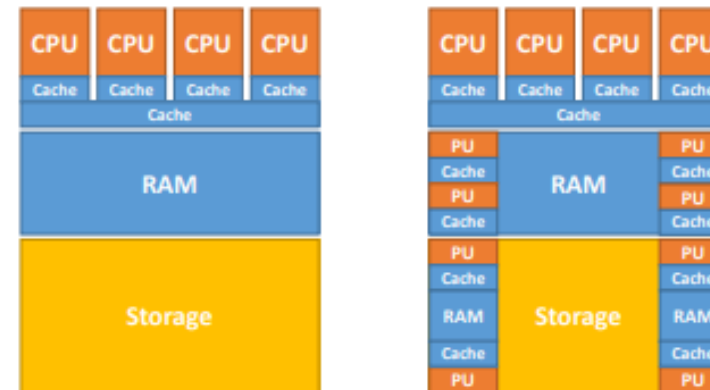 CPU CPU CPU CPU
Cache Cache Cache Cache
Cache
RAM
Storage
CPU CPU CPU CPU
Cache Cache Cache Cache
Cache
PU PU
Cache RAM Cache
PU PU
Cache Cache
PU PU
Cache Cache
RAM Storage RAM
Cache Cache
PU PU